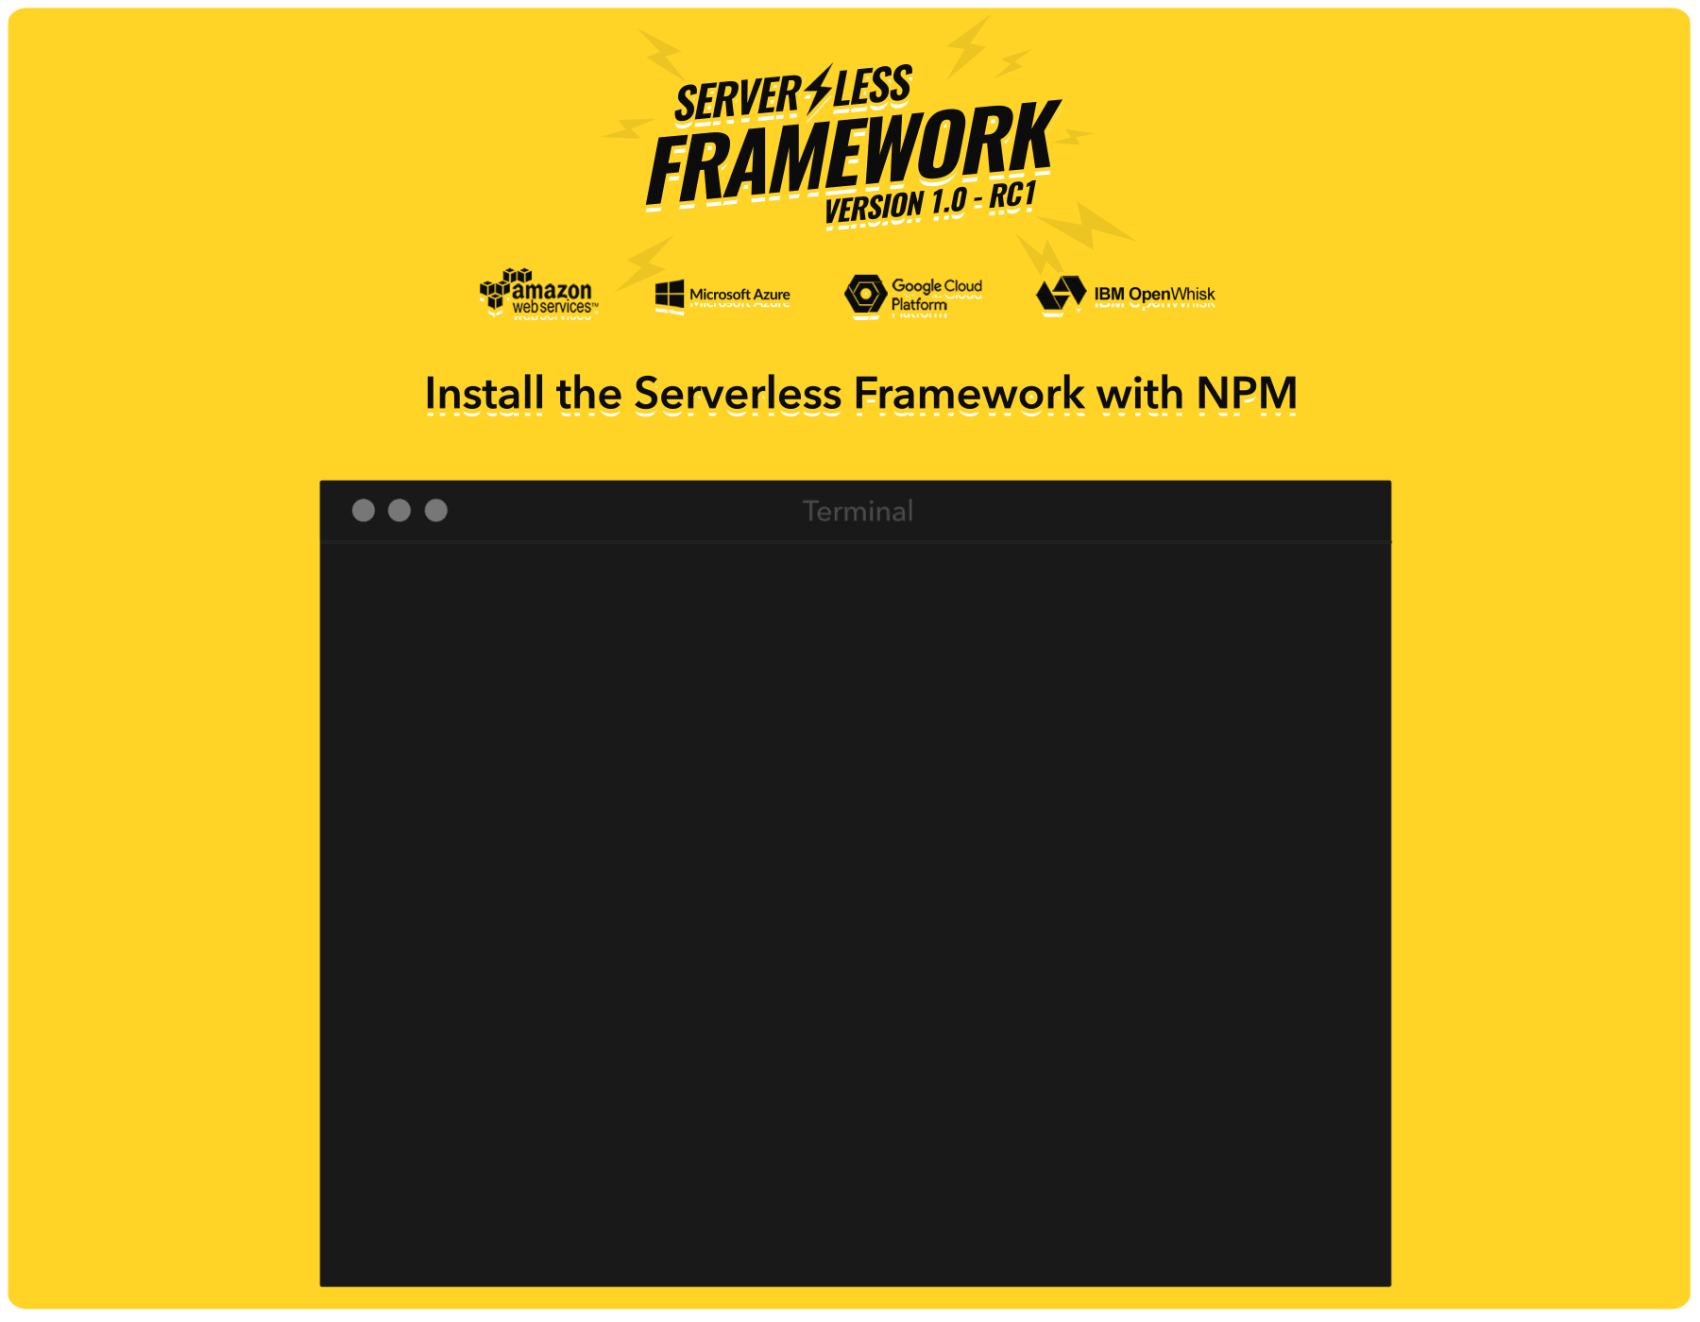 SERVERLESS
FRAMEWORK
VERSION 1.0 - RC1
amazon
webservices™
Microsoft Azure
Google Cloud
Platform
IBM OpenWhisk
Install the Serverless Framework with NPM
Terminal